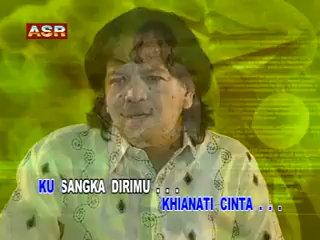 ASR
KU SANGKA DIRIMU . . .
KHIANATI CINTA . . .